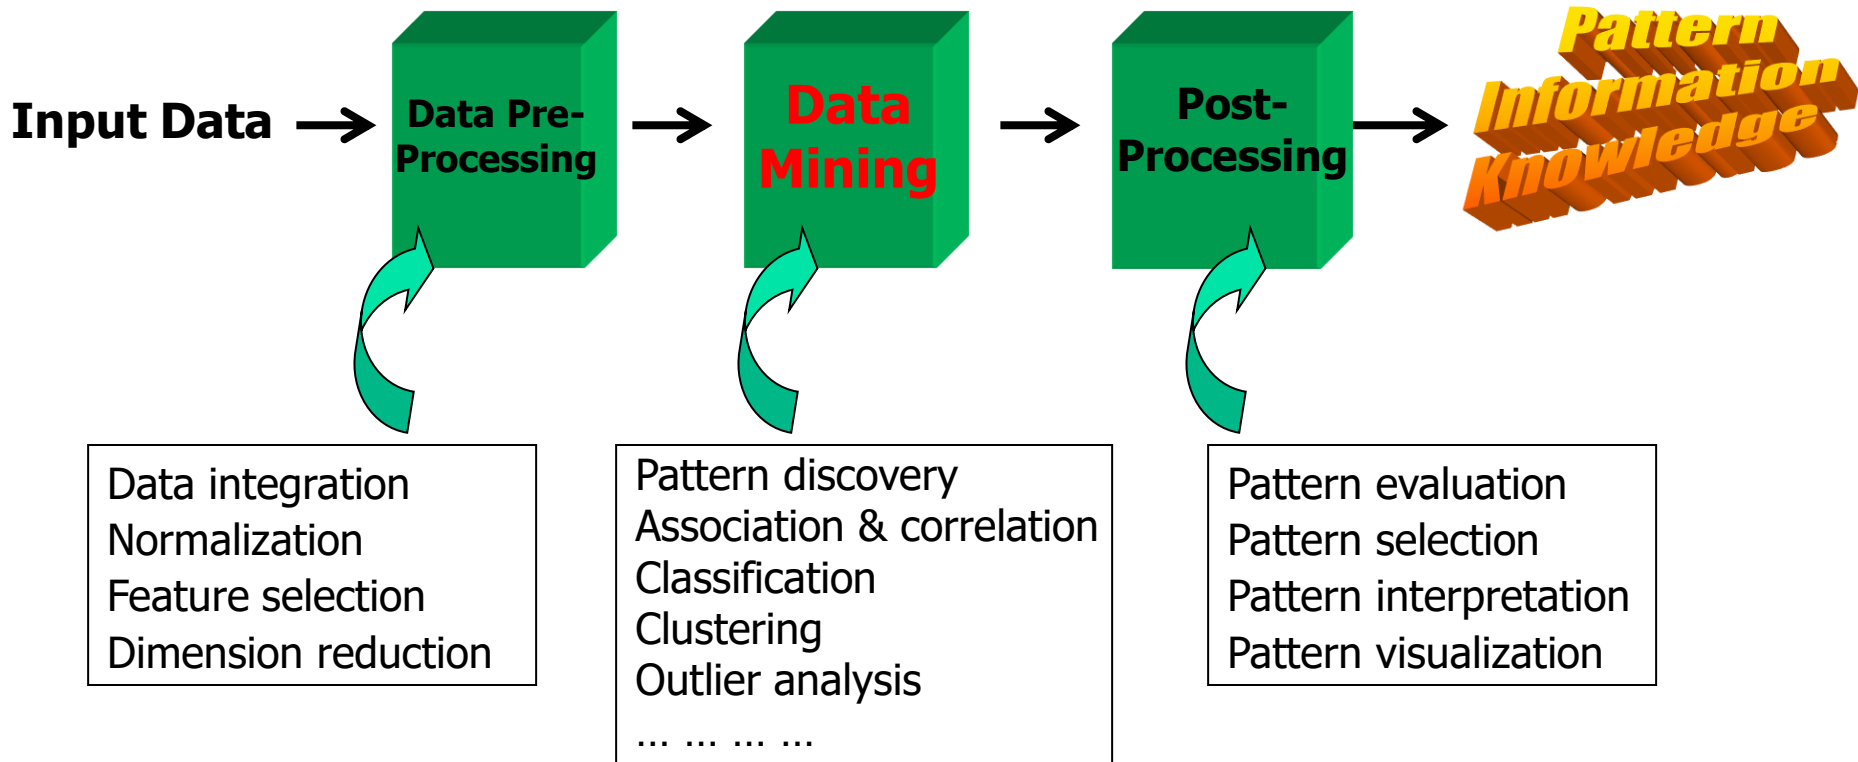 Input Data
Data Pre-
Processing
Data
Mining
Post-
Processing
Pattern
Information
Knowledge
Data integration
Normalization
Feature selection
Dimension reduction
Pattern discovery
Association & correlation
Classification
Clustering
Outlier analysis
… … … …
Pattern evaluation
Pattern selection
Pattern interpretation
Pattern visualization